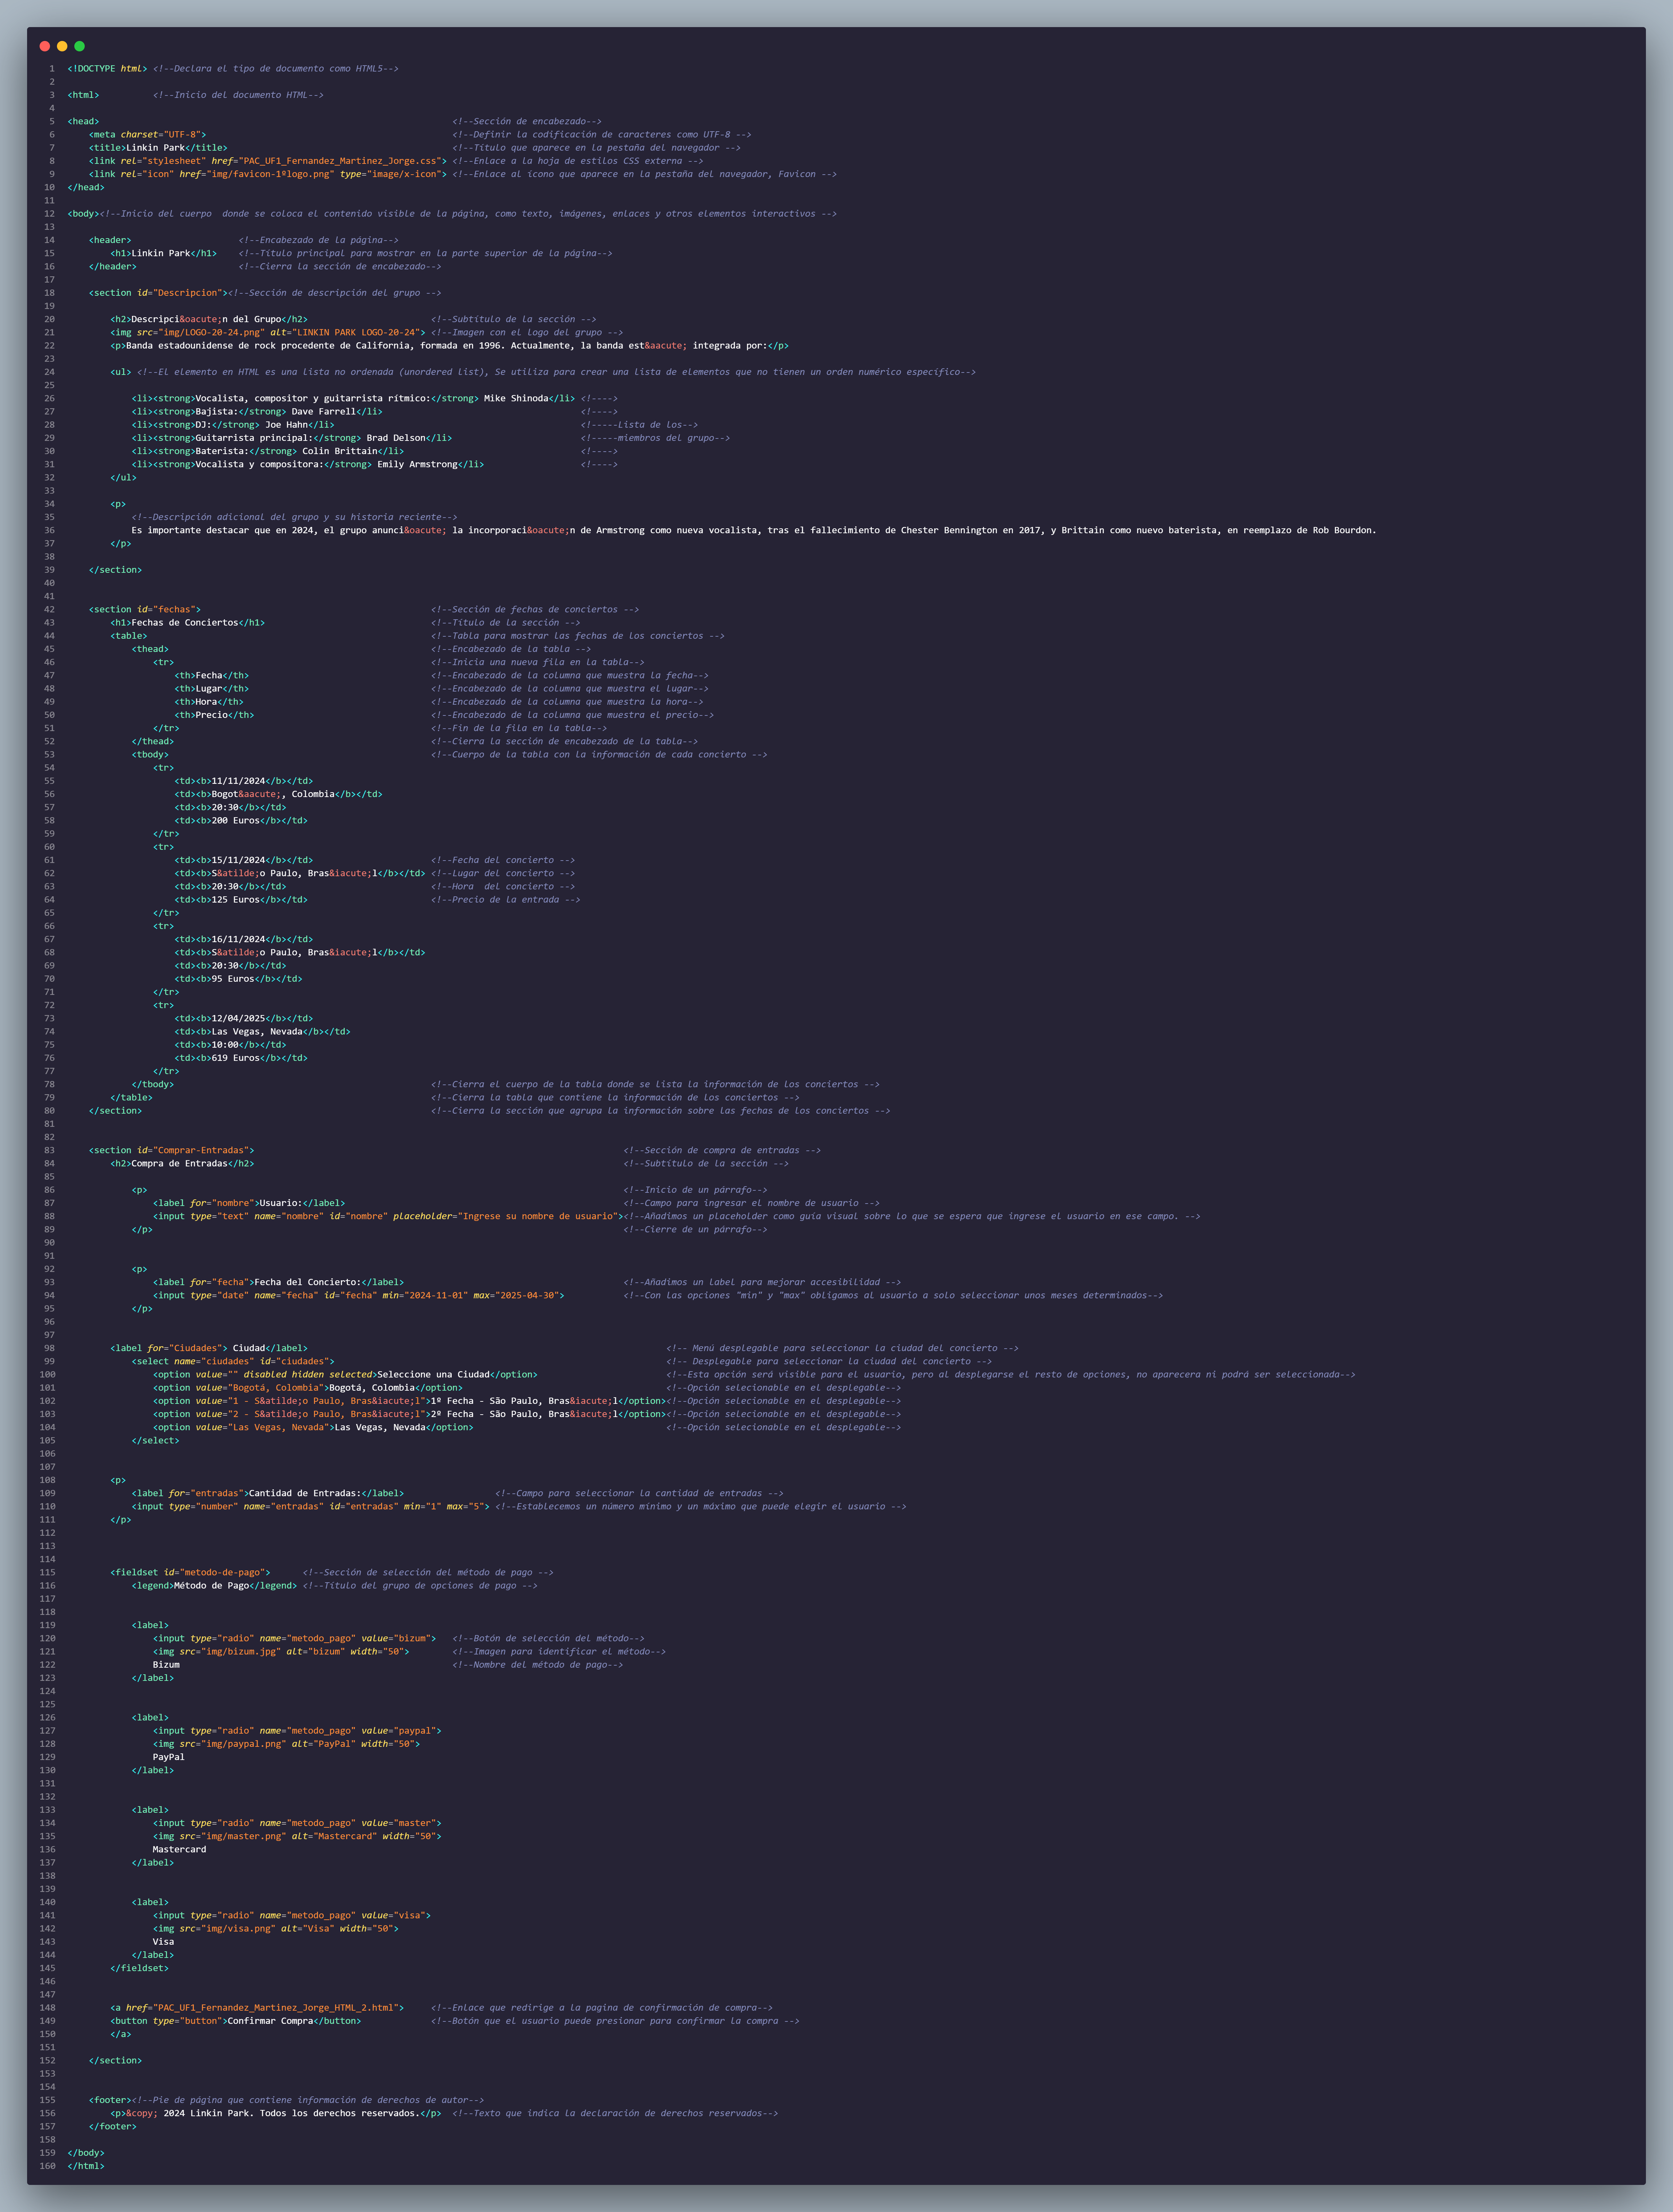 1 <!DOCTYPE html> <!--Declara el tipo de documento como HTML5-->
2
3 <html>          <!--Inicio del documento HTML-->
4
5 <head>                                                                  <!--Sección de encabezado-->
6     <meta charset="UTF-8">                                              <!--Definir la codificación de caracteres como UTF-8 -->
7     <title>Linkin Park</title>                                          <!--Título que aparece en la pestaña del navegador -->
8     <link rel="stylesheet" href="PAC_UF1_Fernandez_Martinez_Jorge.css"> <!--Enlace a la hoja de estilos CSS externa -->
9     <link rel="icon" href="img/favicon-1ºlogo.png" type="image/x-icon"> <!--Enlace al icono que aparece en la pestaña del navegador, Favicon -->
10 </head>
11
12 <body><!--Inicio del cuerpo  donde se coloca el contenido visible de la página, como texto, imágenes, enlaces y otros elementos interactivos -->
13
14     <header>                    <!--Encabezado de la página-->
15         <h1>Linkin Park</h1>    <!--Título principal para mostrar en la parte superior de la página-->
16     </header>                   <!--Cierra la sección de encabezado-->
17
18     <section id="Descripcion"><!--Sección de descripción del grupo -->
19
20         <h2>Descripci&oacute;n del Grupo</h2>                       <!--Subtítulo de la sección -->
21         <img src="img/LOGO-20-24.png" alt="LINKIN PARK LOGO-20-24"> <!--Imagen con el logo del grupo -->
22         <p>Banda estadounidense de rock procedente de California, formada en 1996. Actualmente, la banda est&aacute; integrada por:</p>
23
24         <ul> <!--El elemento en HTML es una lista no ordenada (unordered list), Se utiliza para crear una lista de elementos que no tienen un orden numérico específico-->
25
26             <li><strong>Vocalista, compositor y guitarrista rítmico:</strong> Mike Shinoda</li> <!---->
27             <li><strong>Bajista:</strong> Dave Farrell</li>                                     <!---->
28             <li><strong>DJ:</strong> Joe Hahn</li>                                              <!-----Lista de los-->
29             <li><strong>Guitarrista principal:</strong> Brad Delson</li>                        <!-----miembros del grupo-->
30             <li><strong>Baterista:</strong> Colin Brittain</li>                                 <!---->
31             <li><strong>Vocalista y compositora:</strong> Emily Armstrong</li>                  <!---->
32         </ul>
33
34         <p>
35             <!--Descripción adicional del grupo y su historia reciente-->
36             Es importante destacar que en 2024, el grupo anunci&oacute; la incorporaci&oacute;n de Armstrong como nueva vocalista, tras el fallecimiento de Chester Bennington en 2017, y Brittain como nuevo baterista, en reemplazo de Rob Bourdon.
37         </p>
38
39     </section>
40
41
42     <section id="fechas">                                           <!--Sección de fechas de conciertos -->
43         <h1>Fechas de Conciertos</h1>                               <!--Título de la sección -->
44         <table>                                                     <!--Tabla para mostrar las fechas de los conciertos -->
45             <thead>                                                 <!--Encabezado de la tabla -->
46                 <tr>                                                <!--Inicia una nueva fila en la tabla-->
47                     <th>Fecha</th>                                  <!--Encabezado de la columna que muestra la fecha-->
48                     <th>Lugar</th>                                  <!--Encabezado de la columna que muestra el lugar-->
49                     <th>Hora</th>                                   <!--Encabezado de la columna que muestra la hora-->
50                     <th>Precio</th>                                 <!--Encabezado de la columna que muestra el precio-->
51                 </tr>                                               <!--Fin de la fila en la tabla-->
52             </thead>                                                <!--Cierra la sección de encabezado de la tabla-->
53             <tbody>                                                 <!--Cuerpo de la tabla con la información de cada concierto -->
54                 <tr>
55                     <td><b>11/11/2024</b></td>
56                     <td><b>Bogot&aacute;, Colombia</b></td>
57                     <td><b>20:30</b></td>
58                     <td><b>200 Euros</b></td>
59                 </tr>
60                 <tr>
61                     <td><b>15/11/2024</b></td>                      <!--Fecha del concierto -->
62                     <td><b>S&atilde;o Paulo, Bras&iacute;l</b></td> <!--Lugar del concierto -->
63                     <td><b>20:30</b></td>                           <!--Hora  del concierto -->
64                     <td><b>125 Euros</b></td>                       <!--Precio de la entrada -->
65                 </tr>
66                 <tr>
67                     <td><b>16/11/2024</b></td>
68                     <td><b>S&atilde;o Paulo, Bras&iacute;l</b></td>
69                     <td><b>20:30</b></td>
70                     <td><b>95 Euros</b></td>
71                 </tr>
72                 <tr>
73                     <td><b>12/04/2025</b></td>
74                     <td><b>Las Vegas, Nevada</b></td>
75                     <td><b>10:00</b></td>
76                     <td><b>619 Euros</b></td>
77                 </tr>
78             </tbody>                                                <!--Cierra el cuerpo de la tabla donde se lista la información de los conciertos -->
79         </table>                                                    <!--Cierra la tabla que contiene la información de los conciertos -->
80     </section>                                                      <!--Cierra la sección que agrupa la información sobre las fechas de los conciertos -->
81
82
83     <section id="Comprar-Entradas">                                                                     <!--Sección de compra de entradas -->
84         <h2>Compra de Entradas</h2>                                                                     <!--Subtítulo de la sección -->
85
86             <p>                                                                                         <!--Inicio de un párrafo-->
87                 <label for="nombre">Usuario:</label>                                                    <!--Campo para ingresar el nombre de usuario -->
88                 <input type="text" name="nombre" id="nombre" placeholder="Ingrese su nombre de usuario"><!--Añadimos un placeholder como guía visual sobre lo que se espera que ingrese el usuario en ese campo. -->
89             </p>                                                                                        <!--Cierre de un párrafo-->
90
91
92             <p>
93                 <label for="fecha">Fecha del Concierto:</label>                                         <!--Añadimos un label para mejorar accesibilidad -->
94                 <input type="date" name="fecha" id="fecha" min="2024-11-01" max="2025-04-30">           <!--Con las opciones "min" y "max" obligamos al usuario a solo seleccionar unos meses determinados-->
95             </p>
96
97
98         <label for="Ciudades"> Ciudad</label>                                                                   <!-- Menú desplegable para seleccionar la ciudad del concierto -->
99             <select name="ciudades" id="ciudades">                                                              <!-- Desplegable para seleccionar la ciudad del concierto -->
100                 <option value="" disabled hidden selected>Seleccione una Ciudad</option>                        <!--Esta opción será visible para el usuario, pero al desplegarse el resto de opciones, no aparecera ni podrá ser seleccionada-->
101                 <option value="Bogotá, Colombia">Bogotá, Colombia</option>                                      <!--Opción selecionable en el desplegable-->
102                 <option value="1 - S&atilde;o Paulo, Bras&iacute;l">1º Fecha - São Paulo, Bras&iacute;l</option><!--Opción selecionable en el desplegable-->
103                 <option value="2 - S&atilde;o Paulo, Bras&iacute;l">2º Fecha - São Paulo, Bras&iacute;l</option><!--Opción selecionable en el desplegable-->
104                 <option value="Las Vegas, Nevada">Las Vegas, Nevada</option>                                    <!--Opción selecionable en el desplegable-->
105             </select>
106
107
108         <p>
109             <label for="entradas">Cantidad de Entradas:</label>                 <!--Campo para seleccionar la cantidad de entradas -->
110             <input type="number" name="entradas" id="entradas" min="1" max="5"> <!--Establecemos un número mínimo y un máximo que puede elegir el usuario -->
111         </p>
112
113
114
115         <fieldset id="metodo-de-pago">      <!--Sección de selección del método de pago -->
116             <legend>Método de Pago</legend> <!--Título del grupo de opciones de pago -->
117
118
119             <label>
120                 <input type="radio" name="metodo_pago" value="bizum">   <!--Botón de selección del método-->
121                 <img src="img/bizum.jpg" alt="bizum" width="50">        <!--Imagen para identificar el método-->
122                 Bizum                                                   <!--Nombre del método de pago-->
123             </label>
124
125
126             <label>
127                 <input type="radio" name="metodo_pago" value="paypal">
128                 <img src="img/paypal.png" alt="PayPal" width="50">
129                 PayPal
130             </label>
131
132
133             <label>
134                 <input type="radio" name="metodo_pago" value="master">
135                 <img src="img/master.png" alt="Mastercard" width="50">
136                 Mastercard
137             </label>
138
139
140             <label>
141                 <input type="radio" name="metodo_pago" value="visa">
142                 <img src="img/visa.png" alt="Visa" width="50">
143                 Visa
144             </label>
145         </fieldset>
146
147
148         <a href="PAC_UF1_Fernandez_Martinez_Jorge_HTML_2.html">     <!--Enlace que redirige a la pagina de confirmación de compra-->
149         <button type="button">Confirmar Compra</button>             <!--Botón que el usuario puede presionar para confirmar la compra -->
150         </a>
151
152     </section>
153
154
155     <footer><!--Pie de página que contiene información de derechos de autor-->
156         <p>&copy; 2024 Linkin Park. Todos los derechos reservados.</p>  <!--Texto que indica la declaración de derechos reservados-->
157     </footer>
158
159 </body>
160 </html>